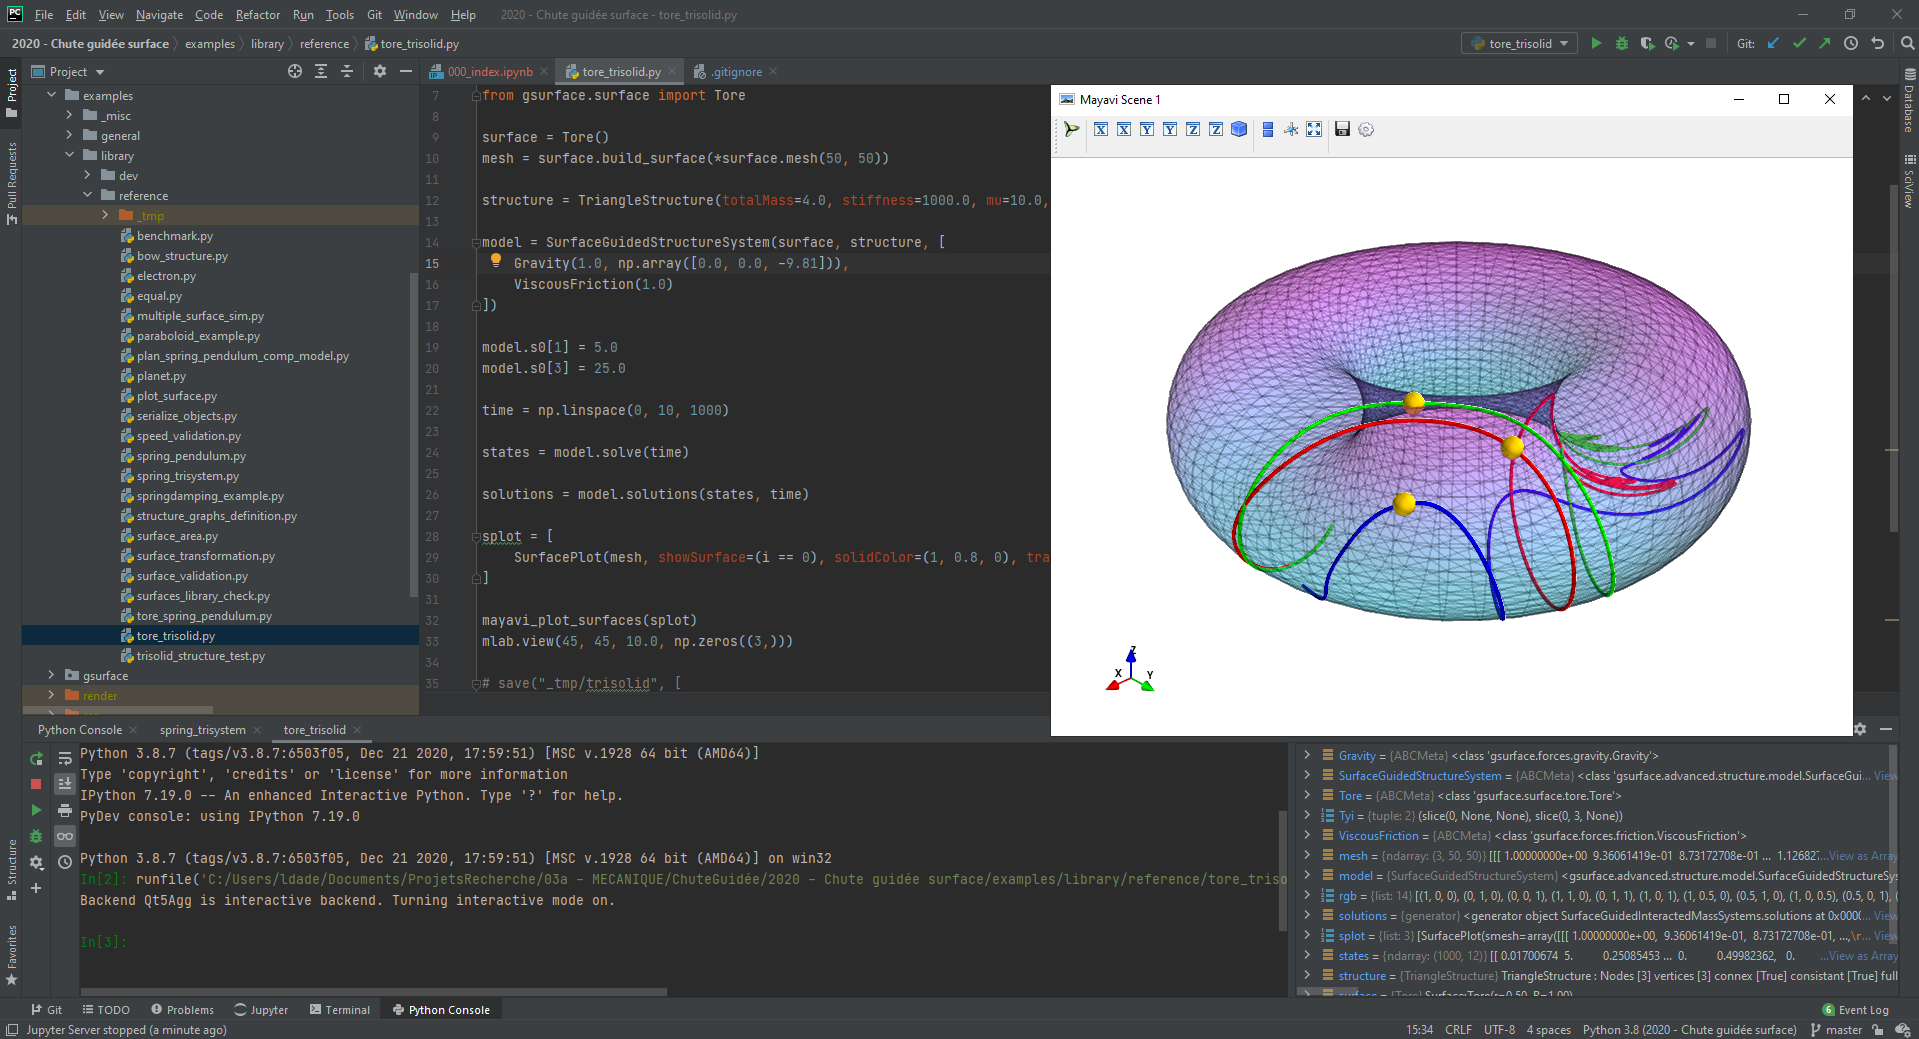 PC File Edit View Navigate Code Refactor Run Tools Git Window Help 2020 - Chute guidée surface - tore_trisolid.py
2020 - Chute guidée surface examples library reference tore_trisolid.py tore_trisolid Git:
Project
Project
Pull Requests
Structure
Favorites
Database
SciView
examples
_misc
general
library
dev
reference
_tmp
benchmark.py
bow_structure.py
electron.py
equal.py
multiple_surface_sim.py
paraboloid_example.py
plan_spring_pendulum_comp_model.py
planet.py
plot_surface.py
serialize_objects.py
speed_validation.py
spring_pendulum.py
spring_trisystem.py
springdamping_example.py
structure_graphs_definition.py
surface_area.py
surface_transformation.py
surface_validation.py
surfaces_library_check.py
tore_spring_pendulum.py
tore_trisolid.py
trisolid_structure_test.py
gsurface
render
000_index.ipynb tore_trisolid.py .gitignore
7 from gsurface.surface import Tore
8
9 surface = Tore()
10 mesh = surface.build_surface(*surface.mesh(50, 50))
11
12 structure = TriangleStructure(totalMass=4.0, stiffness=1000.0, mu=10.0,
13
14 model = SurfaceGuidedStructureSystem(surface, structure, [
15 Gravity(1.0, np.array([0.0, 0.0, -9.81])),
16 ViscousFriction(1.0)
17 ])
18
19 model.s0[1] = 5.0
20 model.s0[3] = 25.0
21
22 time = np.linspace(0, 10, 1000)
23
24 states = model.solve(time)
25
26 solutions = model.solutions(states, time)
27
28 splot = [
29 SurfacePlot(mesh, showSurface=(i == 0), solidColor=(1, 0.8, 0), tra
30 ]
31
32 mayavi_plot_surfaces(splot)
33 mlab.view(45, 45, 10.0, np.zeros((3,)))
34
35 # save("_tmp/trisolid", [
Mayavi Scene 1
X X Y Y Z Z
Z
X
Y
Python Console spring_trisystem tore_trisolid
Python 3.8.7 (tags/v3.8.7:6503f05, Dec 21 2020, 17:59:51) [MSC v.1928 64 bit (AMD64)]
Type 'copyright', 'credits' or 'license' for more information
IPython 7.19.0 -- An enhanced Interactive Python. Type '?' for help.
PyDev console: using IPython 7.19.0
Python 3.8.7 (tags/v3.8.7:6503f05, Dec 21 2020, 17:59:51) [MSC v.1928 64 bit (AMD64)] on win32
In[2]: runfile('C:/Users/ldade/Documents/ProjetsRecherche/03a - MECANIQUE/ChuteGuidée/2020 - Chute guidée surface/examples/library/reference/tore_triso
Backend Qt5Agg is interactive backend. Turning interactive mode on.
In[3]:
Gravity = {ABCMeta} <class 'gsurface.forces.gravity.Gravity'>
SurfaceGuidedStructureSystem = {ABCMeta} <class 'gsurface.advanced.structure.model.SurfaceGui... View
Tore = {ABCMeta} <class 'gsurface.surface.tore.Tore'>
Tyi = {tuple: 2} (slice(0, None, None), slice(0, 3, None))
ViscousFriction = {ABCMeta} <class 'gsurface.forces.friction.ViscousFriction'>
mesh = {ndarray: (3, 50, 50)} [[[ 1.00000000e+00 9.36061419e-01 8.73172708e-01 ... 1.12682 ...View as Array
model = {SurfaceGuidedStructureSystem} <gsurface.advanced.structure.model.SurfaceGuidedStructureSys
rgb = {list: 14} [(1, 0, 0), (0, 1, 0), (0, 0, 1), (1, 1, 0), (0, 1, 1), (1, 0, 1), (1, 0.5, 0), (0.5, 1, 0), (1, 0, 0.5), (0.5, 0, 1), (
solutions = {generator} <generator object SurfaceGuidedInteractedMassSystems.solutions at 0x0000... View
splot = {list: 3} [SurfacePlot(smesh=array([[[ 1.00000000e+00, 9.36061419e-01, 8.73172708e-01, ...,\r... View
states = {ndarray: (1000, 12)} [[ 0.01700674 5. 0.25085453 ... 0. 0.49982362, 0. ...View as Array
structure = {TriangleStructure} TriangleStructure : Nodes [3] vertices [3] connex [True] consistant [True] full
surface = {Tore} Surface:Tore(r=0.50, R=1.00)
Git TODO Problems Jupyter Terminal Python Console 6 Event Log
Jupyter Server stopped (a minute ago) 15:34 CRLF UTF-8 4 spaces Python 3.8 (2020 - Chute guidée surface) master